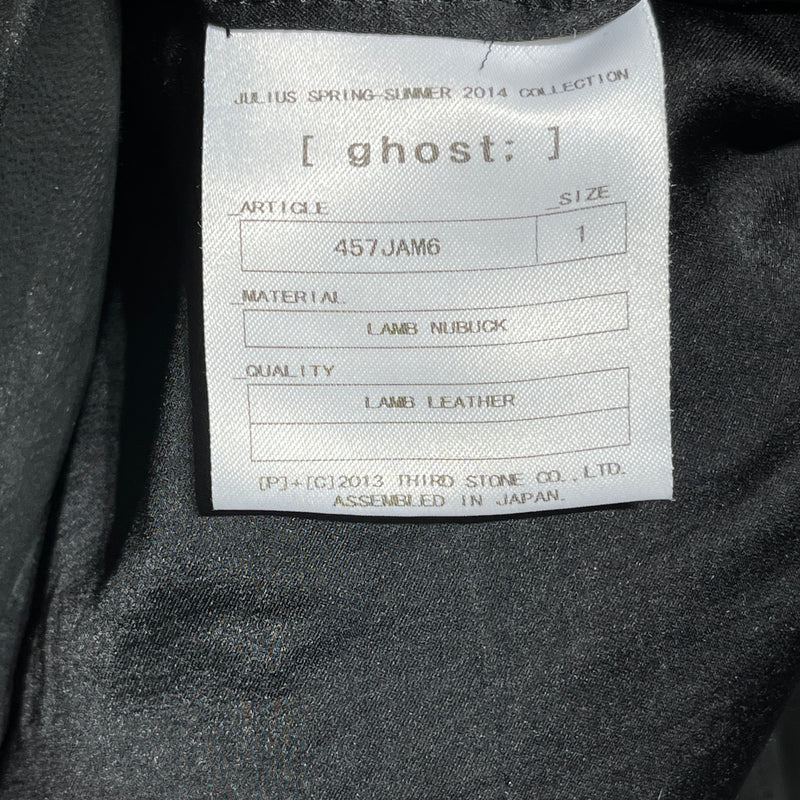 JULIUS SPRING-SUMMER 2014 COLLECTION
[ ghost; ]
_ARTICLE _SIZE
457JAM6 1
_MATERIAL
LAMB NUBUCK
_QUALITY
LAMB LEATHER
[P]+[C]2013 THIRD STONE CO.,LTD.
ASSEMBLED IN JAPAN.